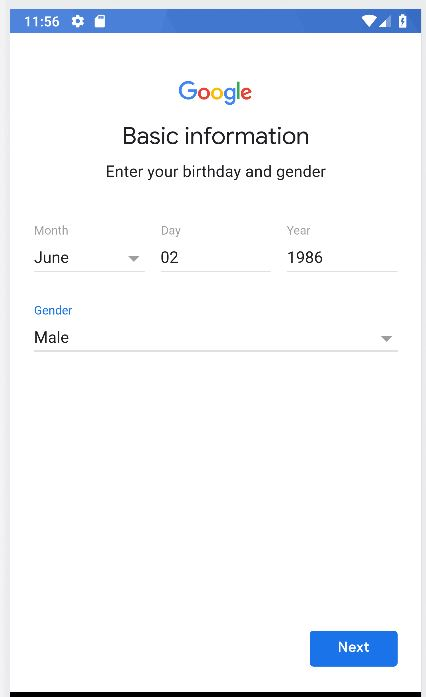 11:56
Google
Basic information
Enter your birthday and gender
Month Day Year
June 02 1986
Gender
Male
Next